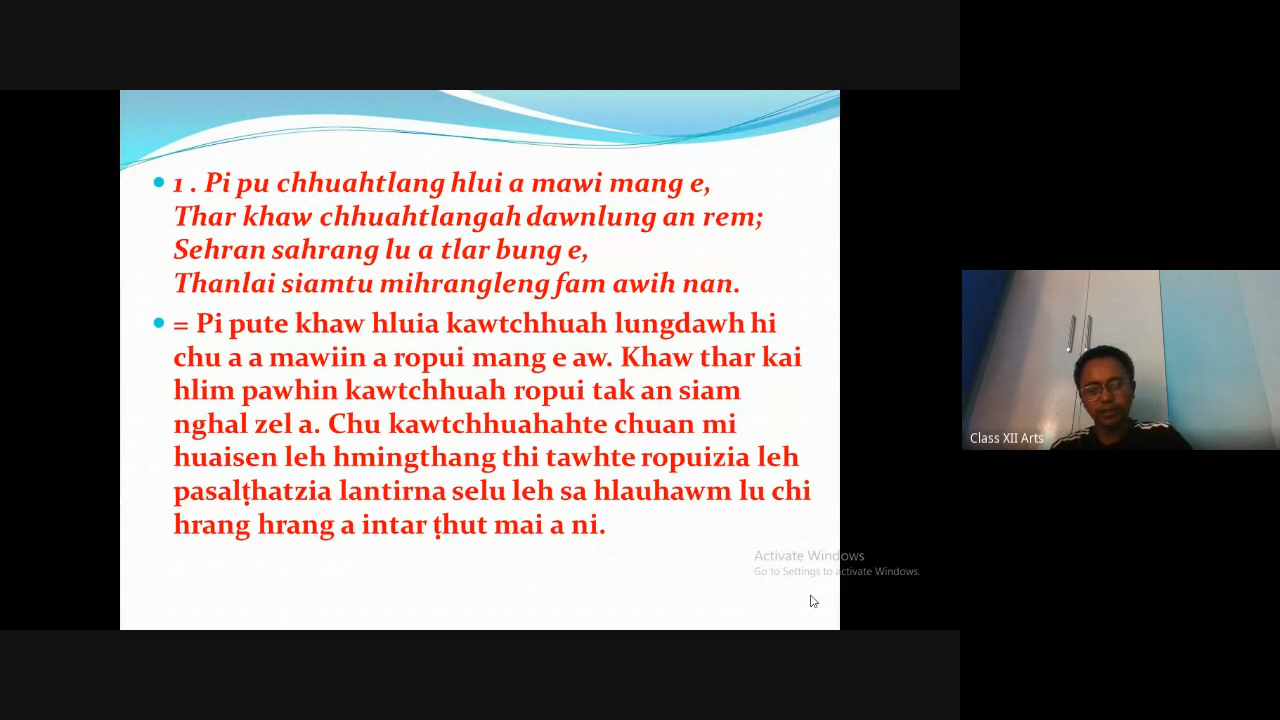 1 . Pi pu chhuahtlang hlui a mawi mang e,
Thar khaw chhuahtlangah dawnlung an rem;
Sehran sahrang lu a tlar bung e,
Thanlai siamtu mihrangleng fam awih nan.
= Pi pute khaw hluia kawtchhuah lungdawh hi
chu a a mawiin a ropui mang e aw. Khaw thar kai
hlim pawhin kawtchhuah ropui tak an siam
nghal zel a. Chu kawtchhuahahte chuan mi
huaisen leh hmingthang thi tawhte ropuizia leh
pasalṭhatzia lantirna selu leh sa hlauhawm lu chi
hrang hrang a intar ṭhut mai a ni.
Activate Windows
Go to Settings to activate Windows.
Class XII Arts